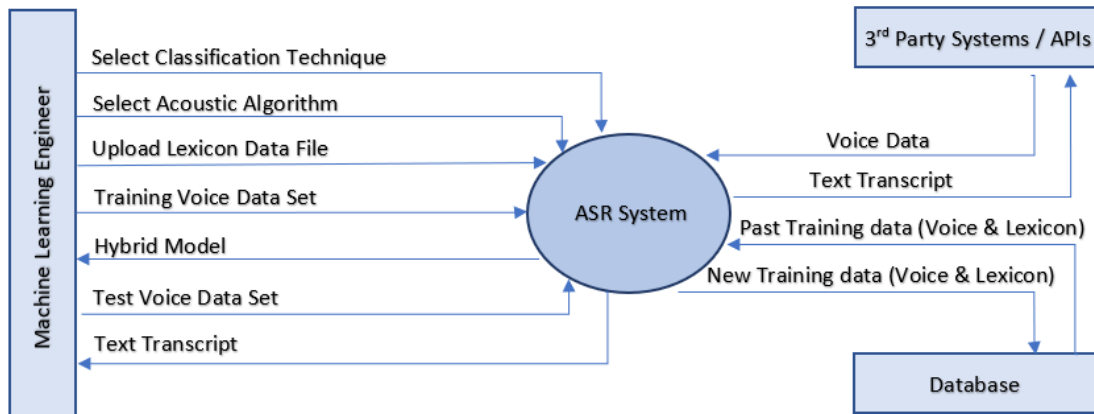 Machine Learning Engineer
Select Classification Technique
Select Acoustic Algorithm
Upload Lexicon Data File
Training Voice Data Set
Hybrid Model
Test Voice Data Set
Text Transcript
ASR System
3rd Party Systems / APIs
Voice Data
Text Transcript
Past Training data (Voice & Lexicon)
New Training data (Voice & Lexicon)
Database